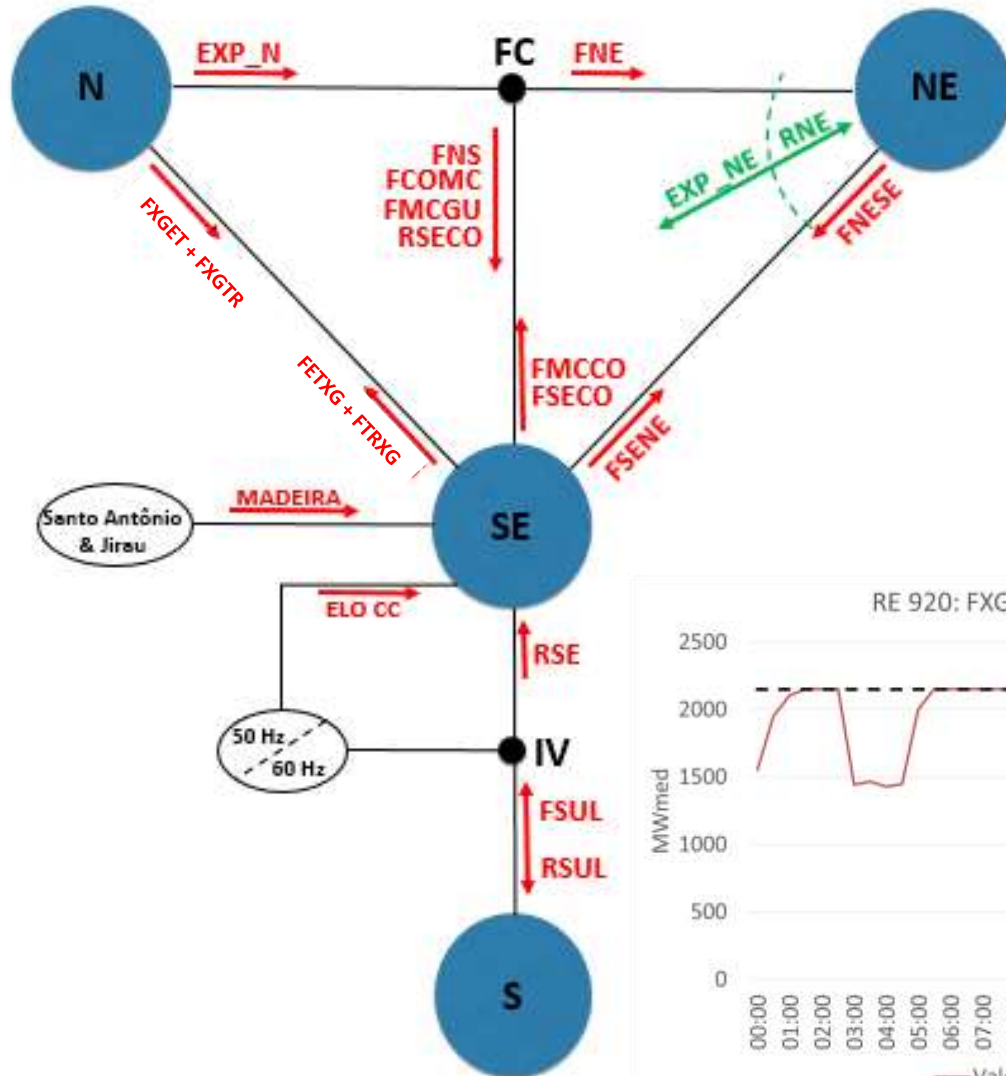 EXP_N
FC
FNE
N
NE
FNS
FCOMC
FMCGU
RSECO
EXP_NE RNE
FNESE
FXGET + FXGTR
FMCCO
FSECO
FETXG + FTRXG
FSENE
MADEIRA
Santo Antônio
& Jirau
SE
ELO CC
RSE
50 Hz
60 Hz
IV
FSUL
RSUL
S
RE 920: FXG
2500
2000
1500
1000
500
0
MWmed
00:00
01:00
02:00
03:00
04:00
05:00
06:00
07:00
Val